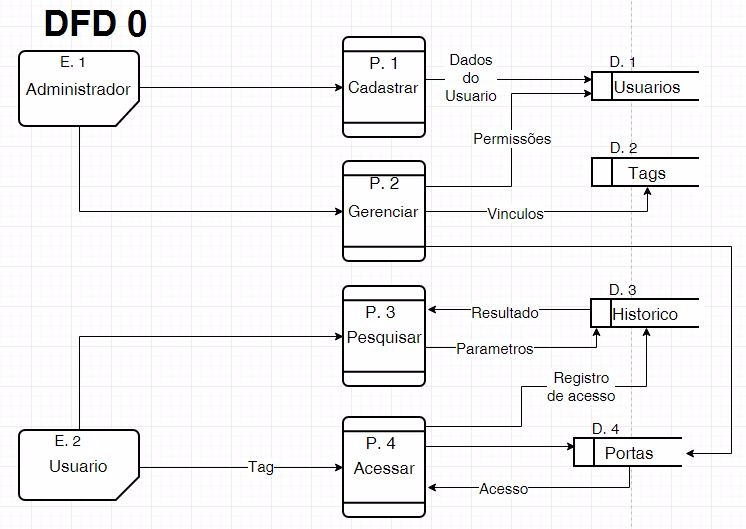 DFD 0
E. 1
Administrador
P. 1
Cadastrar
Dados
do
Usuario
D. 1
Usuarios
Permissões
D. 2
Tags
P. 2
Gerenciar
Vinculos
D. 3
Historico
P. 3
Pesquisar
Resultado
Parametros
Registro
de acesso
E. 2
Usuario
Tag
P. 4
Acessar
D. 4
Portas
Acesso